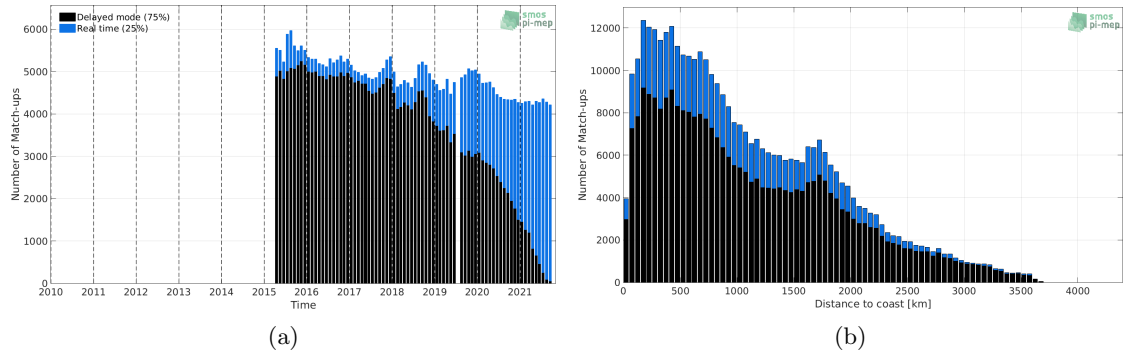 Delayed mode (75%)
Real time (25%)
smos
pi-mep
6000
5000
4000
3000
2000
1000
0
Number of Match-ups
2010 2011 2012 2013 2014 2015 2016 2017 2018 2019 2020 2021
Time
(a)
smos
pi-mep
12000
10000
8000
6000
4000
2000
0
Number of Match-ups
0 500 1000 1500 2000 2500 3000 3500 4000
Distance to coast [km]
(b)